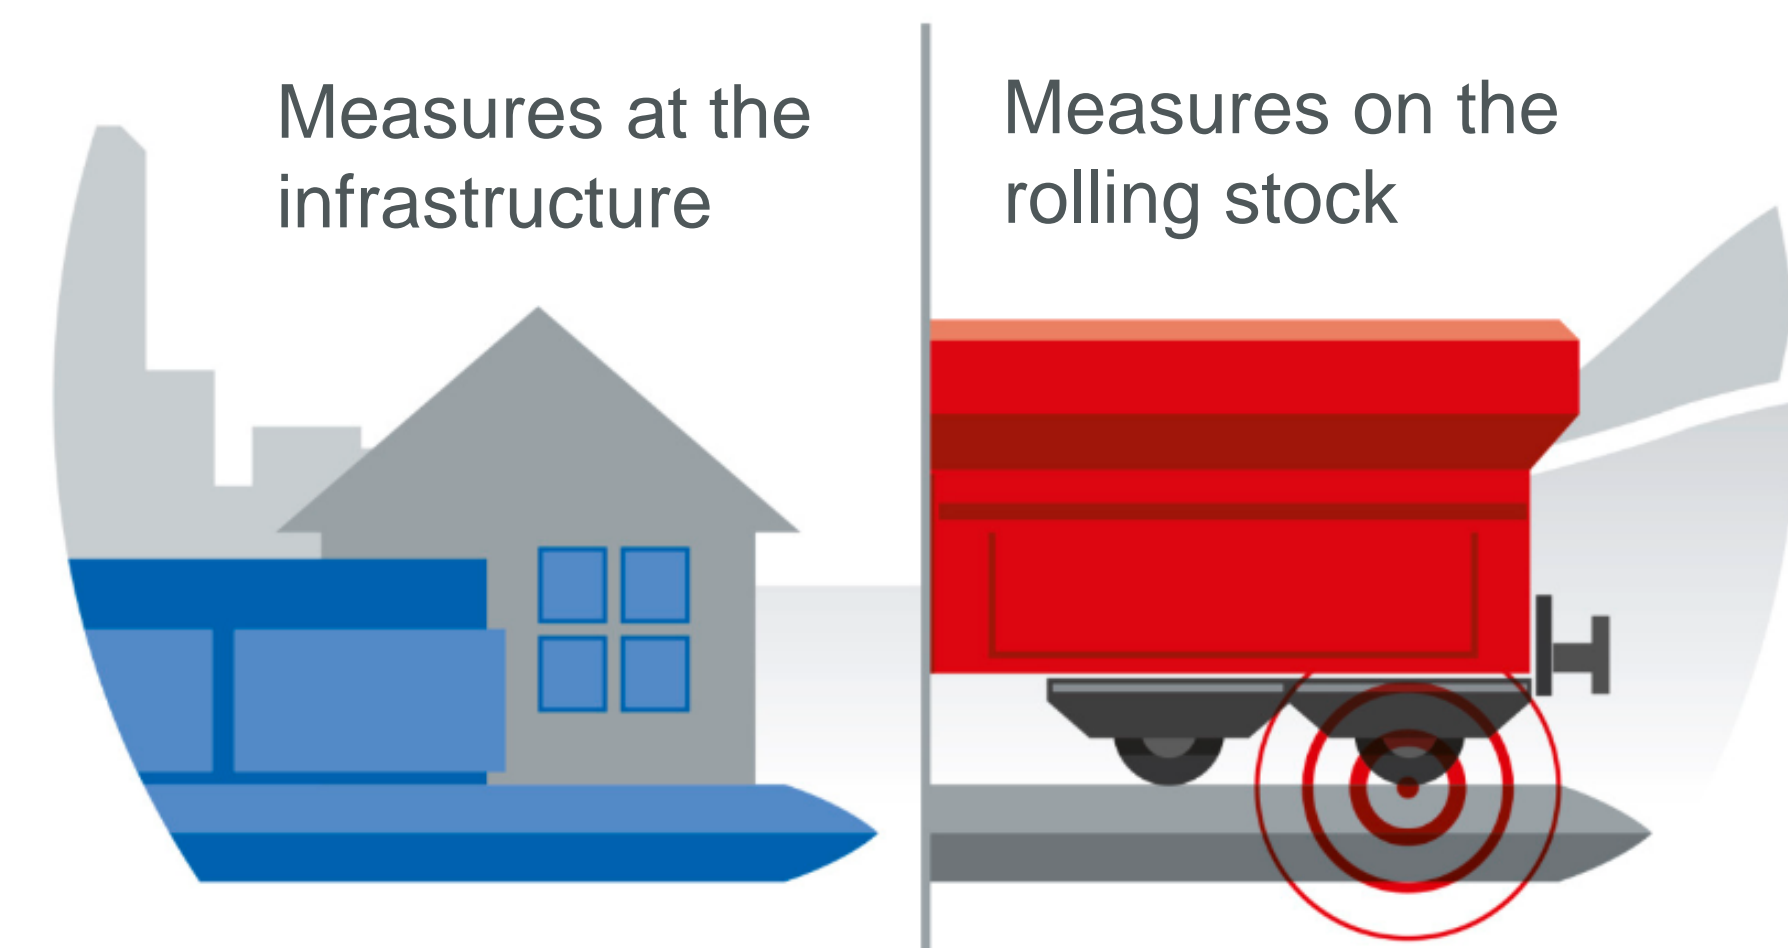 Measures at the
infrastructure
Measures on the
rolling stock